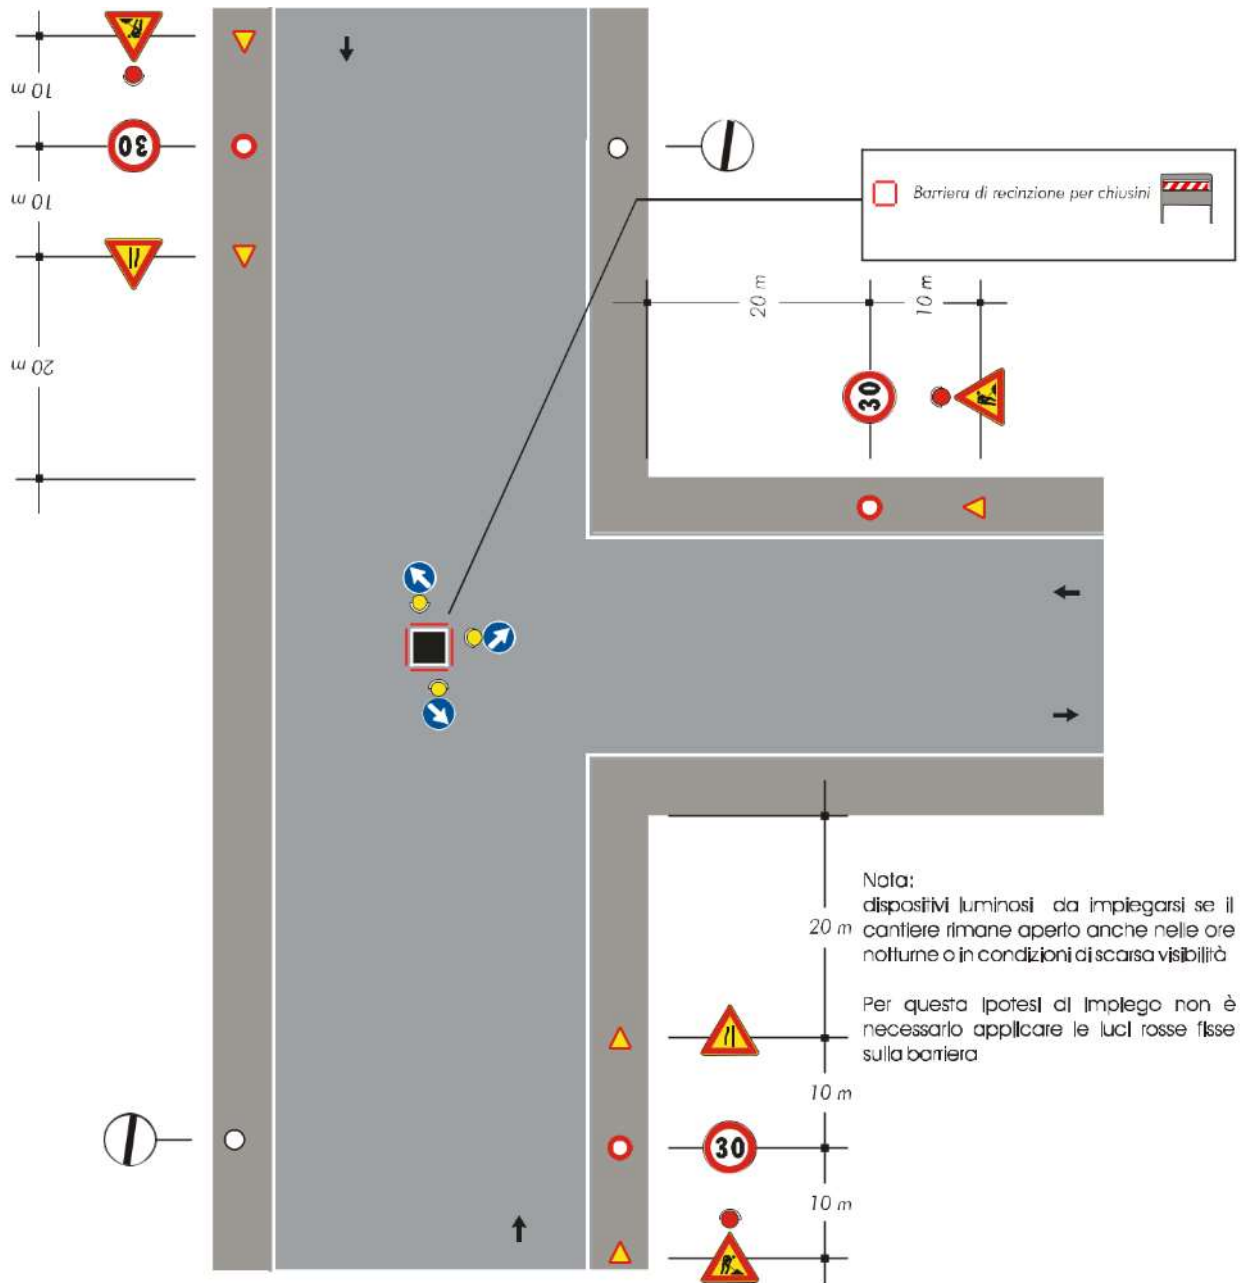 10 m
30
10 m
20 m
Barriera di recinzione per chiusini
20 m
10 m
30
Nota:
dispositivi luminosi da impiegarsi se il
cantiere rimane aperto anche nelle ore
notturne o in condizioni di scarsa visibilità
Per questa ipotesi di impiego non è
necessario applicare le luci rosse fisse
sulla barriera
20 m
10 m
30
10 m